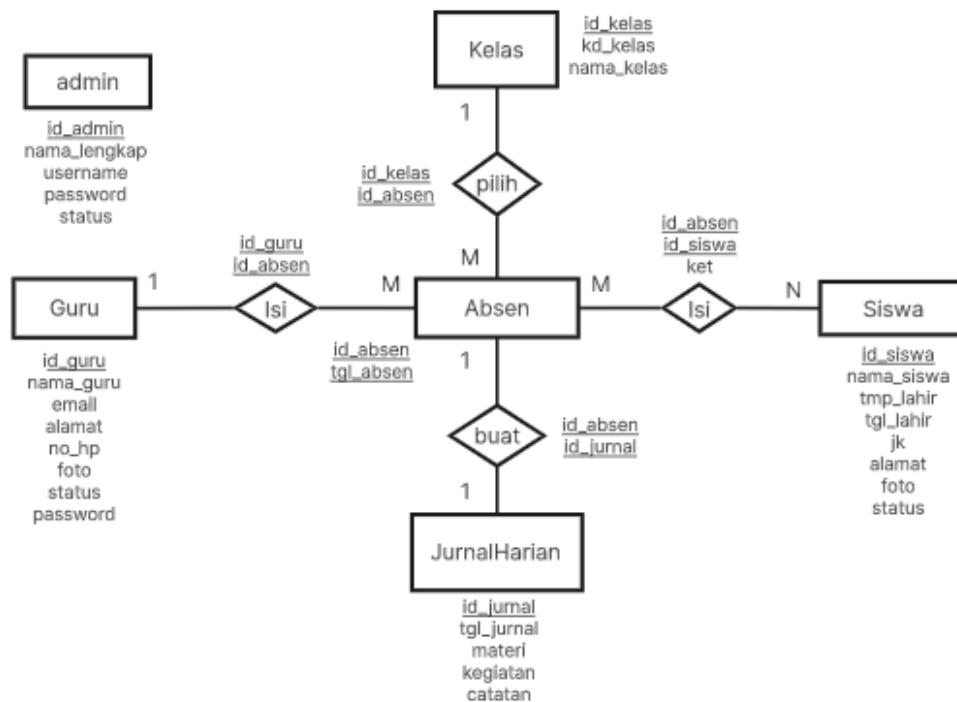 Kelas
id_kelas
kd_kelas
nama_kelas
admin
id_admin
nama_lengkap
username
password
status
1
id_kelas
id_absen
pilih
M
id_guru
id_absen
id_absen
id_siswa
ket
Guru
1
Isi
M
Absen
M
Isi
N
Siswa
id_guru
nama_guru
email
alamat
no_hp
foto
status
password
id_absen
tgl_absen
1
id_siswa
nama_siswa
tmp_lahir
tgl_lahir
jk
alamat
foto
status
buat
id_absen
id_jurnal
1
JurnalHarian
id_jurnal
tgl_jurnal
materi
kegiatan
catatan